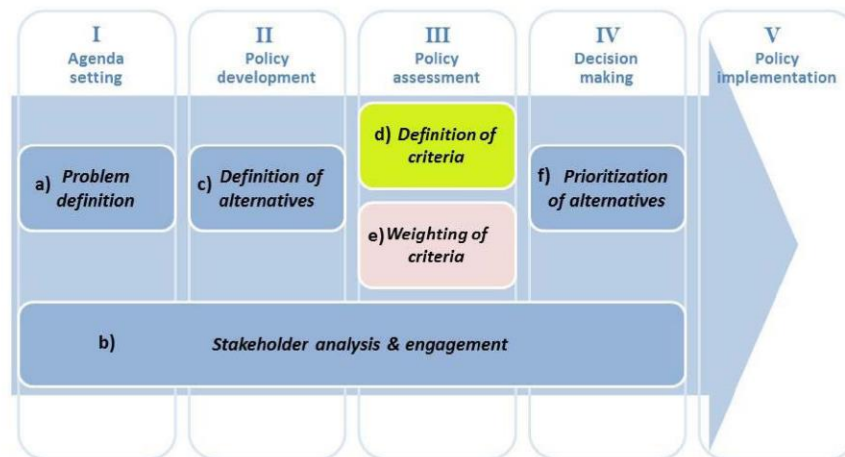 I
Agenda
setting
II
Policy
development
III
Policy
assessment
IV
Decision
making
V
Policy
implementation
a) Problem
definition
c) Definition of
alternatives
d) Definition of
criteria
e) Weighting of
criteria
f) Prioritization
of alternatives
b) Stakeholder analysis & engagement